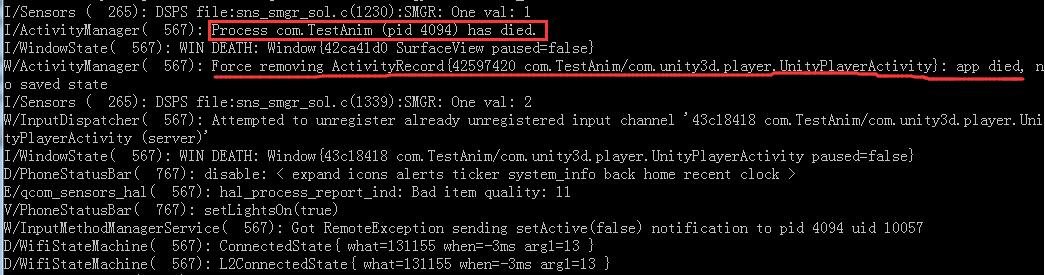 I/Sensors (  265): DSPS file:sns_smgr_sol.c(1230):SMGR: One val: 1
I/ActivityManager(  567): Process com.TestAnim (pid 4094) has died.
I/WindowState(  567): WIN DEATH: Window{42ca41d0 SurfaceView paused=false}
W/ActivityManager(  567): Force removing ActivityRecord{42597420 com.TestAnim/com.unity3d.player.UnityPlayerActivity}: app died, n
o saved state
I/Sensors (  265): DSPS file:sns_smgr_sol.c(1339):SMGR: One val: 2
W/InputDispatcher(  567): Attempted to unregister already unregistered input channel '43c18418 com.TestAnim/com.unity3d.player.Uni
tyPlayerActivity (server)'
I/WindowState(  567): WIN DEATH: Window{43c18418 com.TestAnim/com.unity3d.player.UnityPlayerActivity paused=false}
D/PhoneStatusBar(  767): disable: < expand icons alerts ticker system_info back home recent clock >
E/qcom_sensors_hal(  567): hal_process_report_ind: Bad item quality: 11
V/PhoneStatusBar(  767): setLightsOn(true)
W/InputMethodManagerService(  567): Got RemoteException sending setActive(false) notification to pid 4094 uid 10057
D/WifiStateMachine(  567): ConnectedState{ what=131155 when=-3ms arg1=13 }
D/WifiStateMachine(  567): L2ConnectedState{ what=131155 when=-3ms arg1=13 }